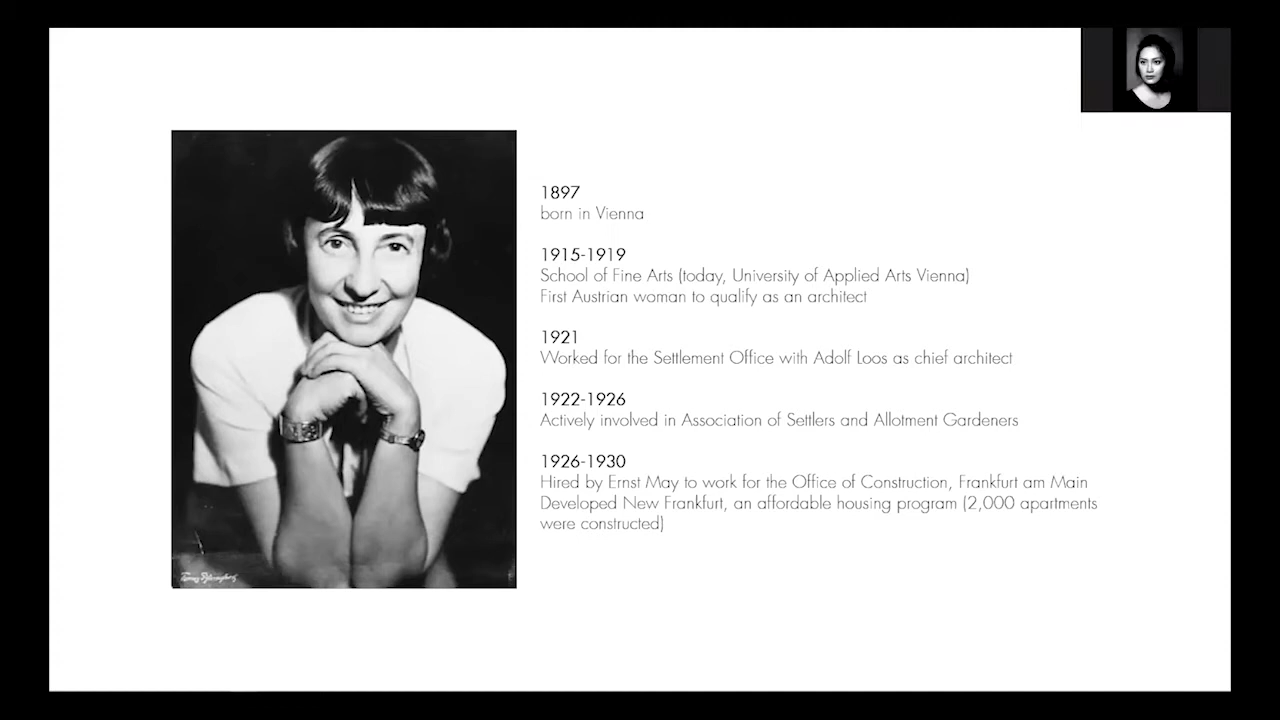 1897
born in Vienna
1915-1919
School of Fine Arts (today, University of Applied Arts Vienna)
First Austrian woman to qualify as an architect
1921
Worked for the Settlement Office with Adolf Loos as chief architect
1922-1926
Actively involved in Association of Settlers and Allotment Gardeners
1926-1930
Hired by Ernst May to work for the Office of Construction, Frankfurt am Main
Developed New Frankfurt, an affordable housing program (2,000 apartments
were constructed)